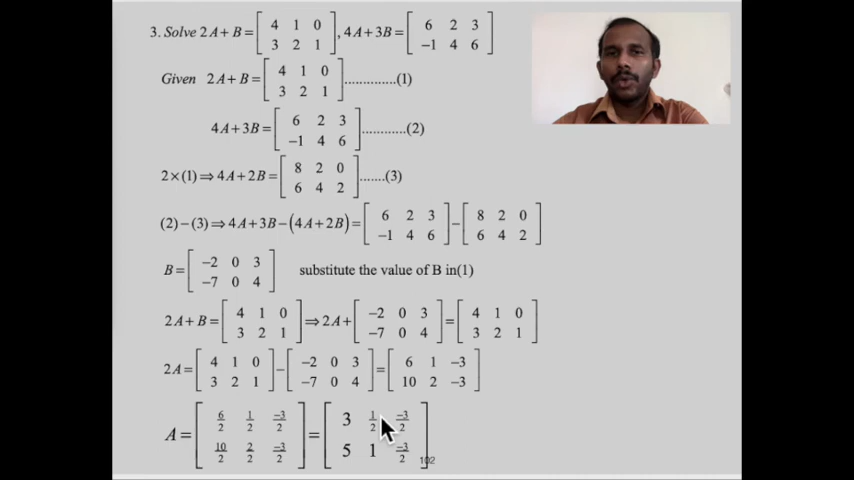 3. Solve 2A + B = [4 1 0; 3 2 1], 4A + 3B = [6 2 3; −1 4 6]
Given 2A + B = [4 1 0; 3 2 1] .............(1)
4A + 3B = [6 2 3; −1 4 6] ...........(2)
2×(1) ⇒ 4A + 2B = [8 2 0; 6 4 2] .......(3)
(2) − (3) ⇒ 4A + 3B − (4A + 2B) = [6 2 3; −1 4 6] − [8 2 0; 6 4 2]
B = [−2 0 3; −7 0 4] substitute the value of B in(1)
2A + B = [4 1 0; 3 2 1] ⇒ 2A + [−2 0 3; −7 0 4] = [4 1 0; 3 2 1]
2A = [4 1 0; 3 2 1] − [−2 0 3; −7 0 4] = [6 1 −3; 10 2 −3]
A = [6/2 1/2 −3/2; 10/2 2/2 −3/2] = [3 1/2 −3/2; 5 1 −3/2]
102